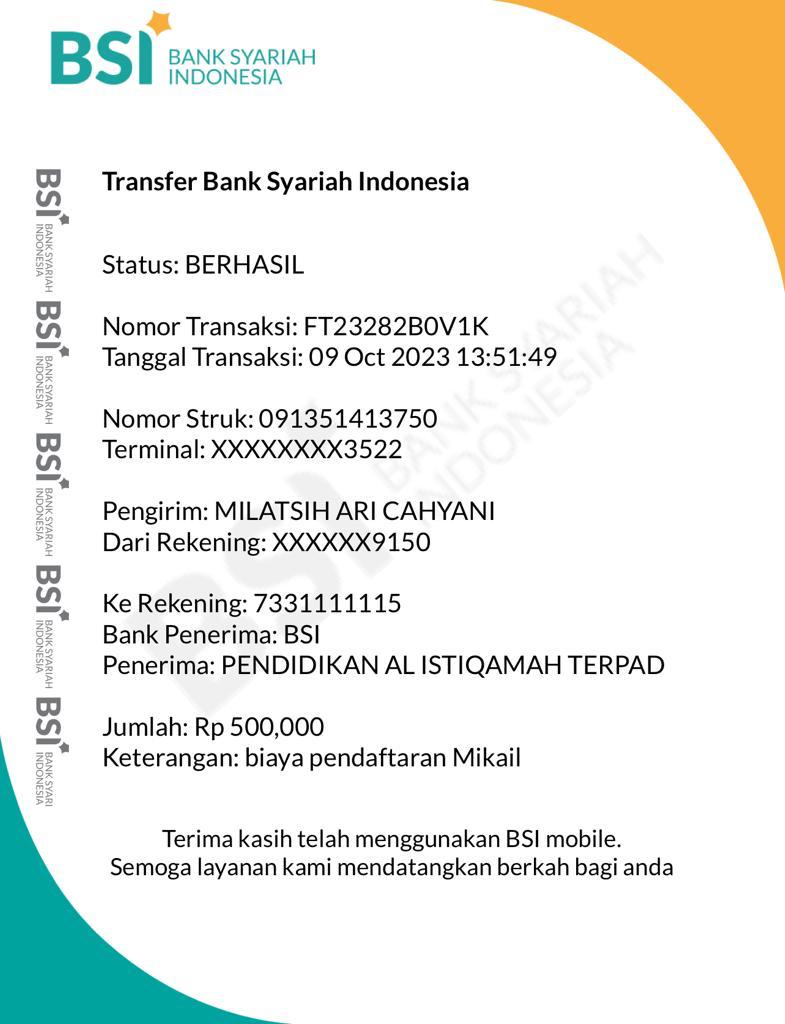 BSI BANK SYARIAH
INDONESIA
Transfer Bank Syariah Indonesia
Status: BERHASIL
Nomor Transaksi: FT23282B0V1K
Tanggal Transaksi: 09 Oct 2023 13:51:49
Nomor Struk: 091351413750
Terminal: XXXXXXXX3522
Pengirim: MILATSIH ARI CAHYANI
Dari Rekening: XXXXXX9150
Ke Rekening: 7331111115
Bank Penerima: BSI
Penerima: PENDIDIKAN AL ISTIQAMAH TERPAD
Jumlah: Rp 500,000
Keterangan: biaya pendaftaran Mikail
Terima kasih telah menggunakan BSI mobile.
Semoga layanan kami mendatangkan berkah bagi anda
BSI BANK SYARIAH
INDONESIA
BSI BANK SYARIAH
INDONESIA
BSI BANK SYARIAH
INDONESIA
BSI BANK SYARIAH
INDONESIA
BSI BANK SYARI
INDONESIA
BSI BANK SYARIAH
INDONESIA